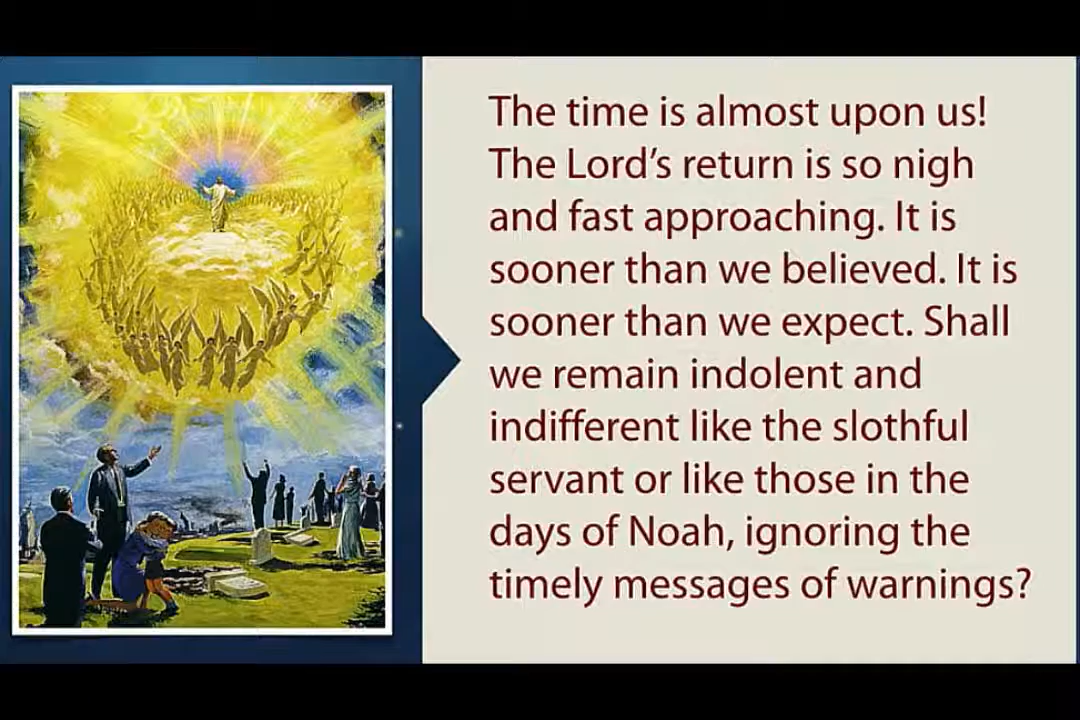 The time is almost upon us!
The Lord’s return is so nigh
and fast approaching. It is
sooner than we believed. It is
sooner than we expect. Shall
we remain indolent and
indifferent like the slothful
servant or like those in the
days of Noah, ignoring the
timely messages of warnings?